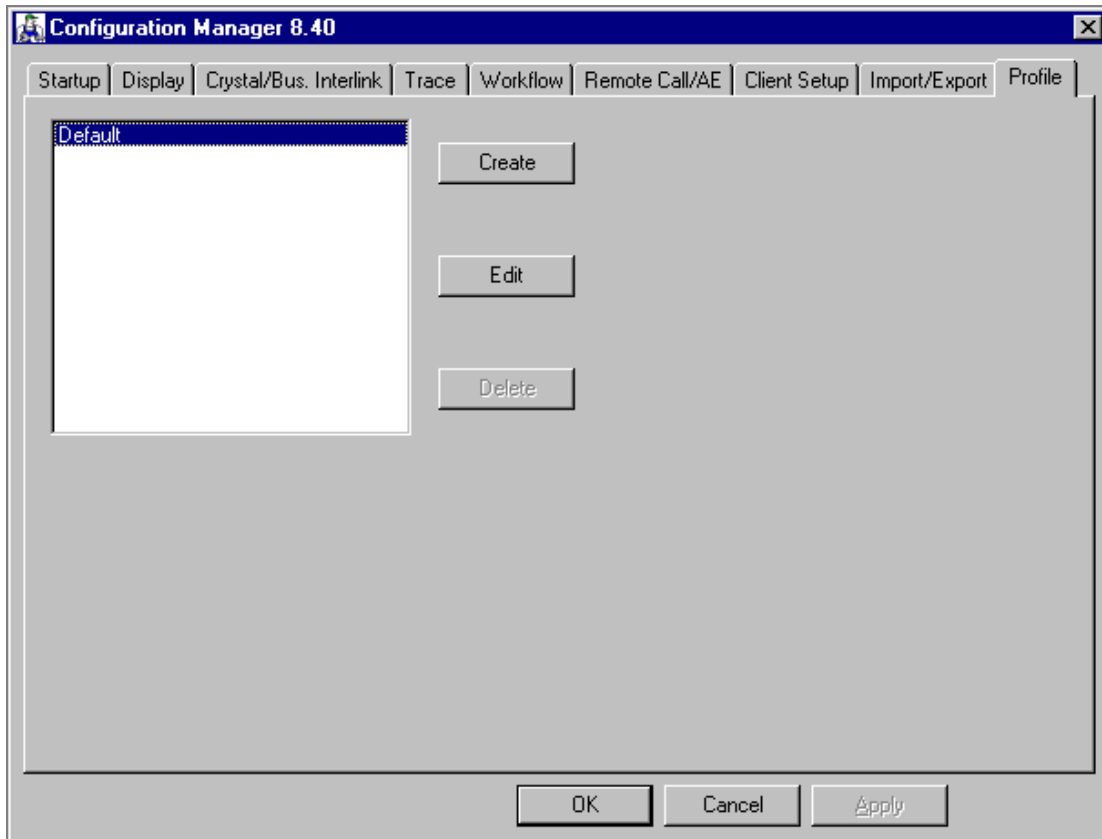 Configuration Manager 8.40
Startup Display Crystal/Bus. Interlink Trace Workflow Remote Call/AE Client Setup Import/Export Profile
Default
Create
Edit
Delete
OK Cancel Apply